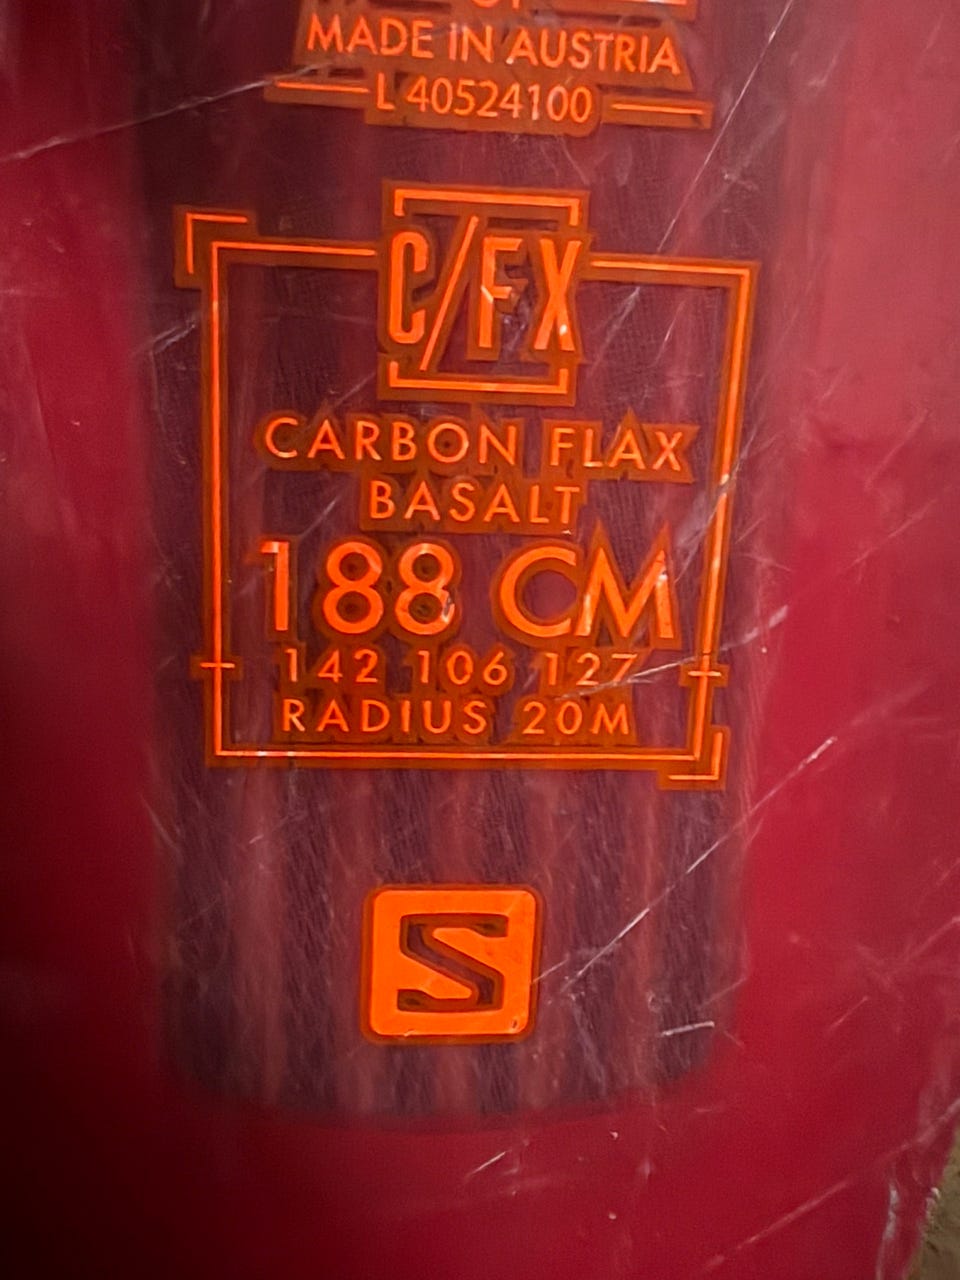 MADE IN AUSTRIA
L 40524100
C/FX
CARBON FLAX
BASALT
188 CM
142 106 127
RADIUS 20M
S